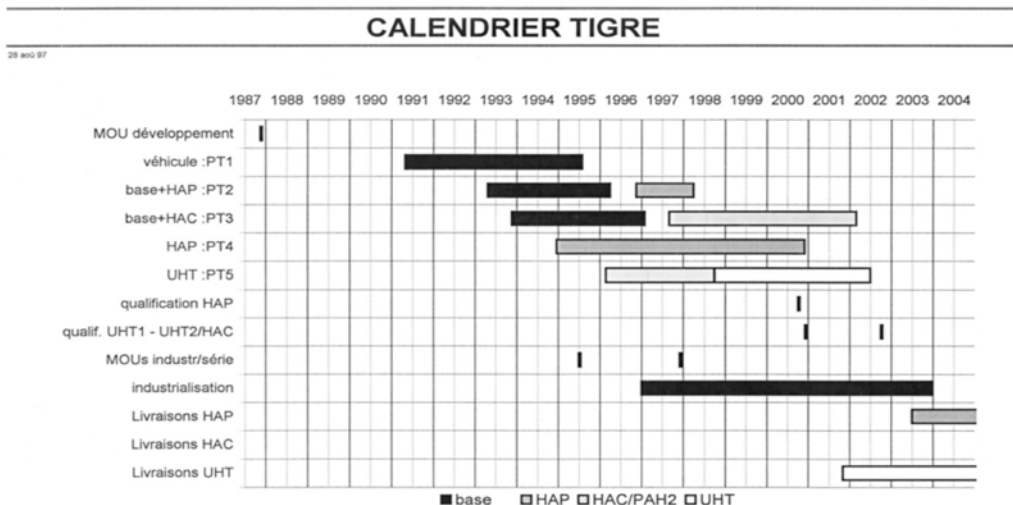 CALENDRIER TIGRE
28 aoû 97
1987 1988 1989 1990 1991 1992 1993 1994 1995 1996 1997 1998 1999 2000 2001 2002 2003 2004
MOU développement
véhicule :PT1
base+HAP :PT2
base+HAC :PT3
HAP :PT4
UHT :PT5
qualification HAP
qualif. UHT1 - UHT2/HAC
MOUs industr/série
industrialisation
Livraisons HAP
Livraisons HAC
Livraisons UHT
base HAP HAC/PAH2 UHT